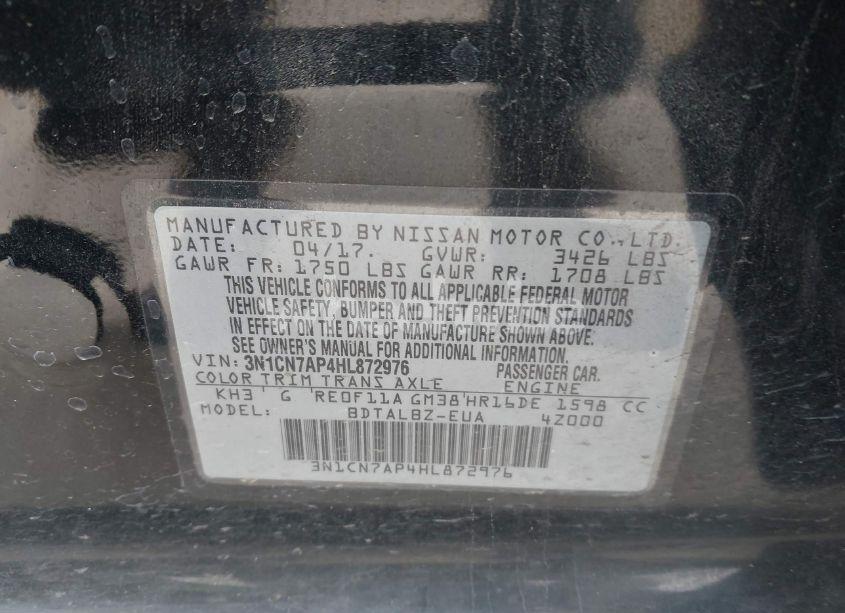 MANUFACTURED BY NISSAN MOTOR CO.,LTD.
DATE: 04/17. GVWR: 3426 LBS
GAWR FR: 1750 LBS GAWR RR: 1708 LBS
THIS VEHICLE CONFORMS TO ALL APPLICABLE FEDERAL MOTOR
VEHICLE SAFETY, BUMPER AND THEFT PREVENTION STANDARDS
IN EFFECT ON THE DATE OF MANUFACTURE SHOWN ABOVE.
SEE OWNER'S MANUAL FOR ADDITIONAL INFORMATION.
VIN: 3N1CN7AP4HL872976 PASSENGER CAR.
COLOR TRIM TRANS AXLE ENGINE
KH3' G 'RE0F11A GM38'HR16DE 1598 CC
MODEL: BDTALBZ-EUA 4Z000
3N1CN7AP4HL872976